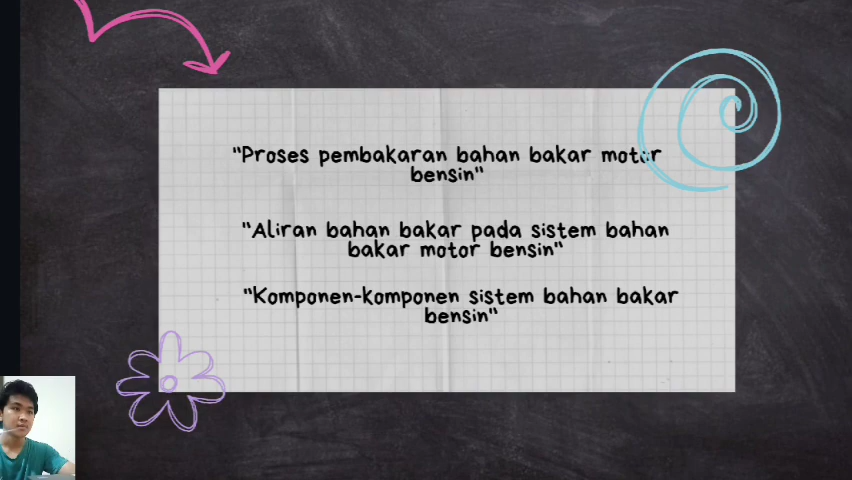 "Proses pembakaran bahan bakar motor
bensin"
"Aliran bahan bakar pada sistem bahan
bakar motor bensin"
"Komponen-komponen sistem bahan bakar
bensin"